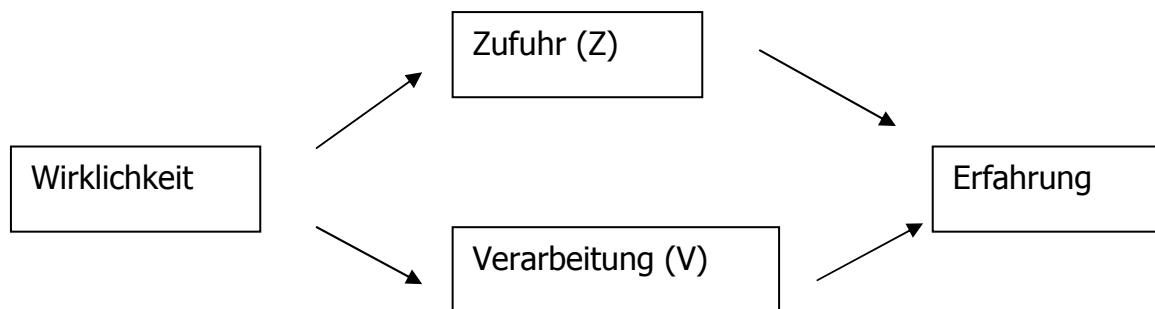 Zufuhr (Z)
Wirklichkeit
Erfahrung
Verarbeitung (V)